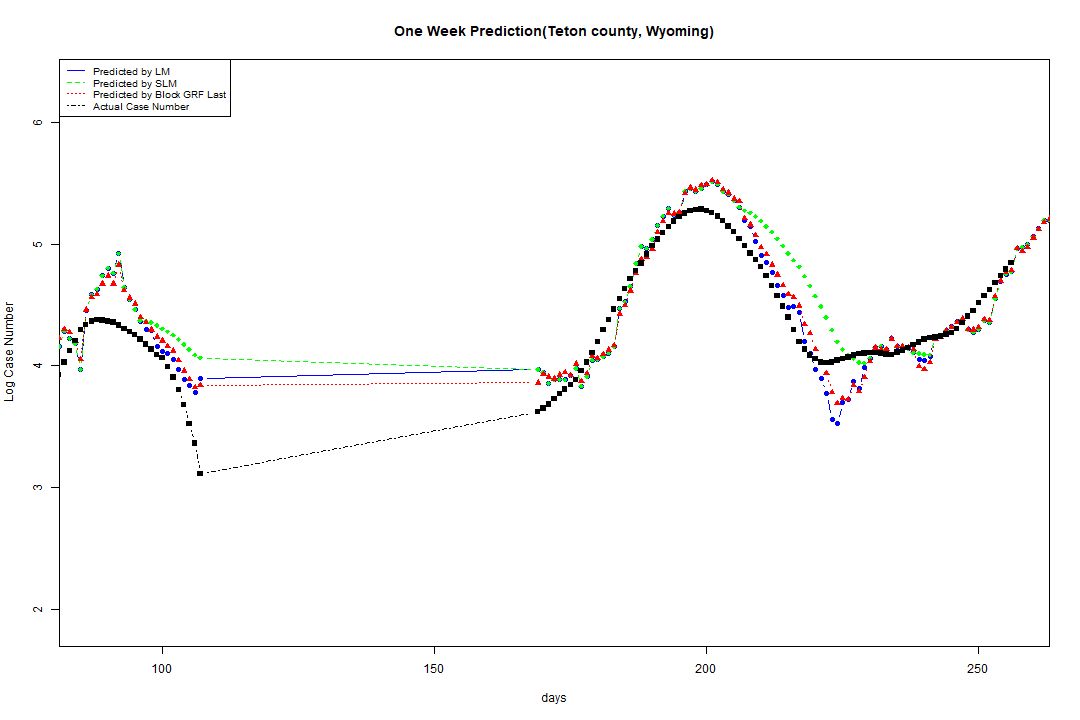 One Week Prediction(Teton county, Wyoming)
Predicted by LM
Predicted by SLM
Predicted by Block GRF Last
Actual Case Number
6
5
4
3
2
Log Case Number
100
150
200
250
days